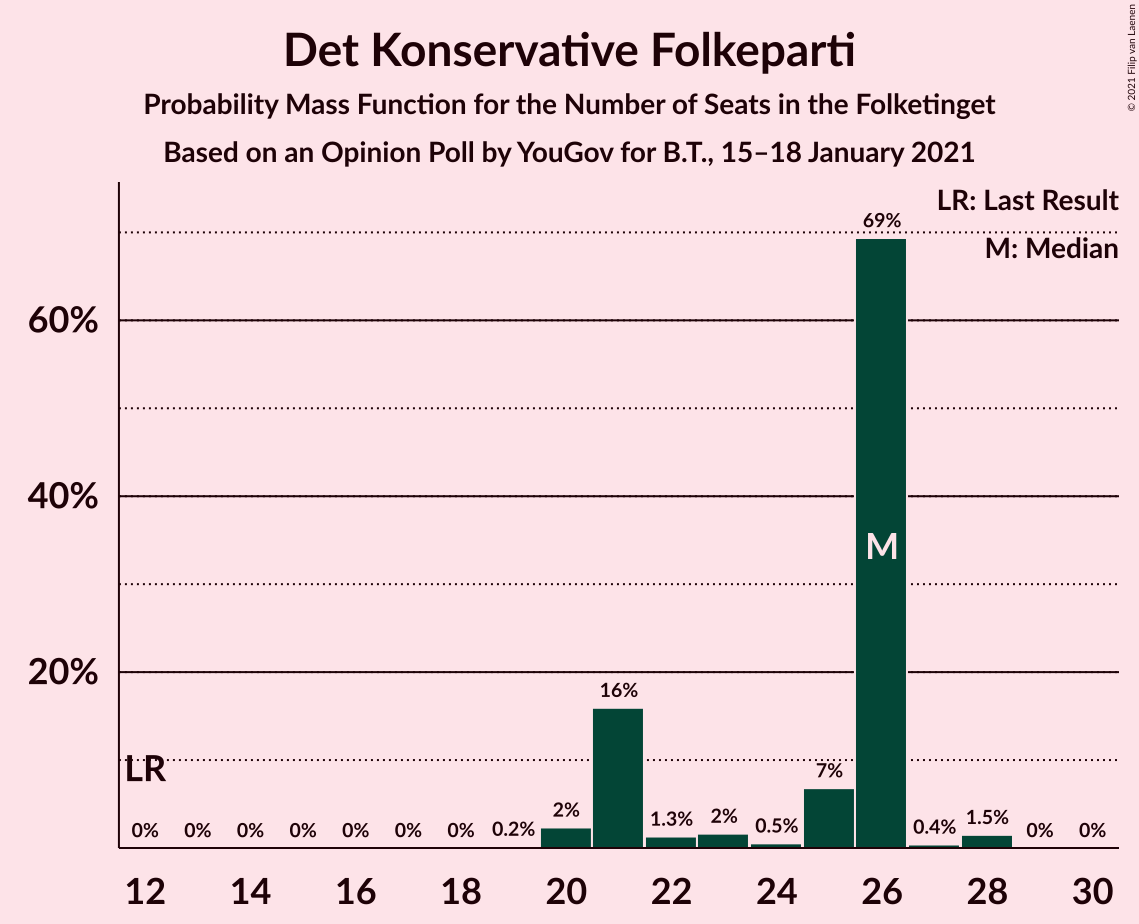 Det Konservative Folkeparti
Probability Mass Function for the Number of Seats in the Folketinget
Based on an Opinion Poll by YouGov for B.T., 15–18 January 2021
© 2021 Filip van Laenen
LR: Last Result
M: Median
60%
40%
20%
LR
M
0%
0%
0%
0%
0%
0%
0%
0.2%
2%
16%
1.3%
2%
0.5%
7%
69%
0.4%
1.5%
0%
0%
12 14 16 18 20 22 24 26 28 30